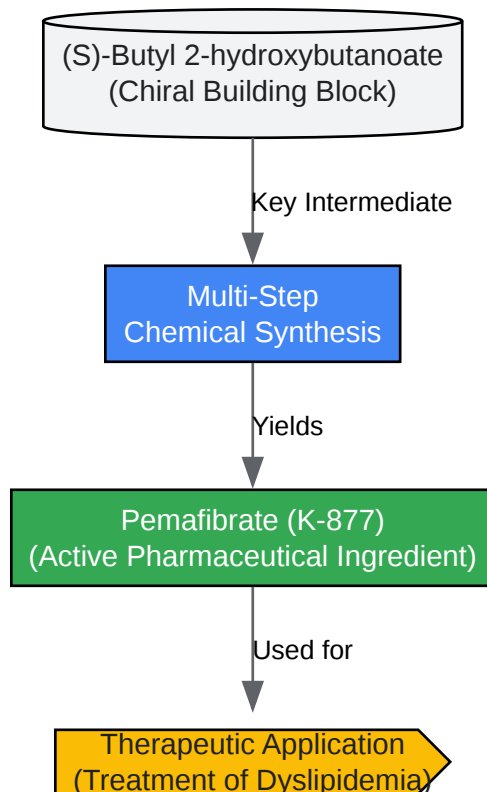 (S)-Butyl 2-hydroxybutanoate
(Chiral Building Block)
Key Intermediate
Multi-Step
Chemical Synthesis
Yields
Pemafibrate (K-877)
(Active Pharmaceutical Ingredient)
Used for
Therapeutic Application
(Treatment of Dyslipidemia)